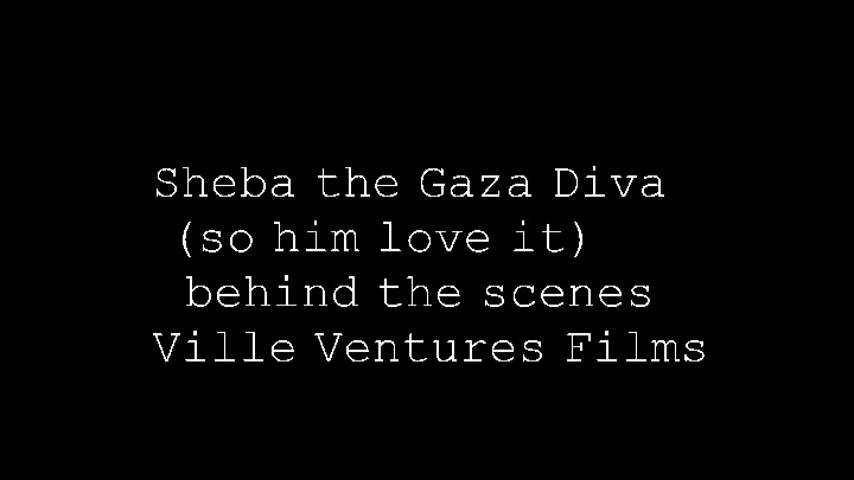 Sheba the Gaza Diva
(so him love it)
behind the scenes
Ville Ventures Films